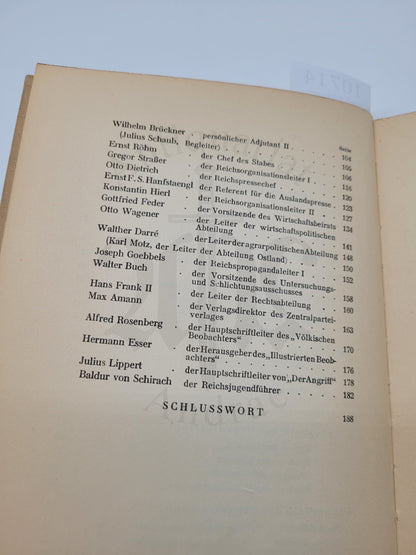 10714
Seite
Wilhelm Brückner · persönlicher Adjutant II · 104
(Julius Schaub, Begleiter)
Ernst Röhm · der Chef des Stabes · 105
Gregor Straßer · der Reichsorganisationsleiter I · 106
Otto Dietrich · der Reichspressechef · 120
Ernst F. S. Hanfstaengl · der Referent für die Auslandspresse · 123
Konstantin Hierl · der Reichsorganisationsleiter II · 127
Gottfried Feder · der Vorsitzende des Wirtschaftsbeirats · 134
Otto Wagener · der Leiter der wirtschaftspolitischen
Abteilung · 141
Walther Darré · der Leiter der agrarpolitischen Abteilung 148
(Karl Motz, der Leiter der Abteilung Ostland) · 150
Joseph Goebbels · der Reichspropagandaleiter I · 152
Walter Buch · der Vorsitzende des Untersuchungs-
und Schlichtungsausschusses · 158
Hans Frank II · der Leiter der Rechtsabteilung · 160
Max Amann · der Verlagsdirektor des Zentralpartei-
verlages · 163
Alfred Rosenberg · der Hauptschriftleiter des „Völkischen
Beobachters" · 170
Hermann Esser · der Herausgeber des „Illustrierten Beob-
achters" · 176
Julius Lippert · der Hauptschriftleiter von „Der Angriff" · 178
Baldur von Schirach · der Reichsjugendführer · 182
SCHLUSSWORT · 188